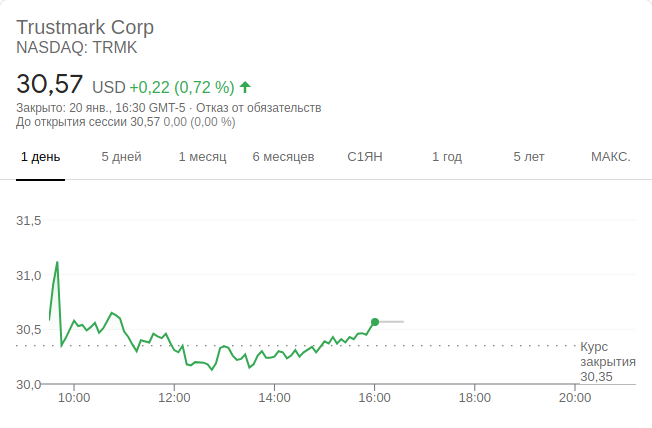 Trustmark Corp
NASDAQ: TRMK
30,57 USD +0,22 (0,72 %)
Закрыто: 20 янв., 16:30 GMT-5 · Отказ от обязательств
До открытия сессии 30,57 0,00 (0,00 %)
1 день 5 дней 1 месяц 6 месяцев С1ЯН 1 год 5 лет МАКС.
31,5
31,0
30,5
Курс
закрытия
30,35
30,0
10:00 12:00 14:00 16:00 18:00 20:00